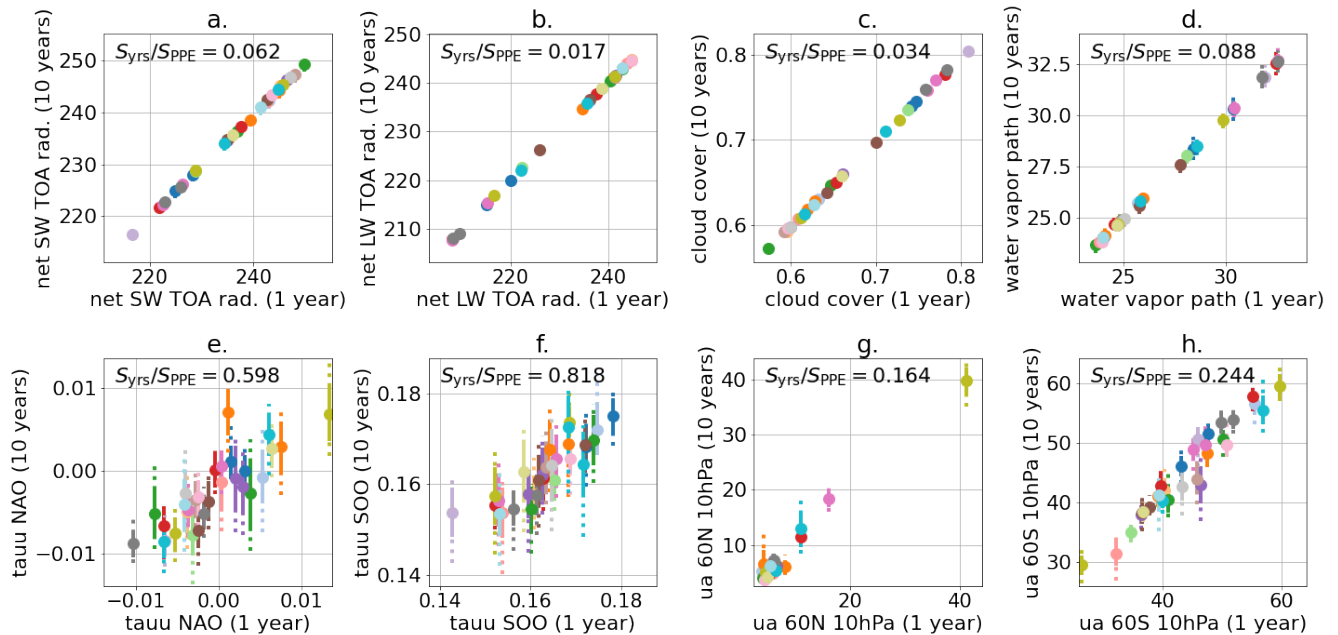 a.
S_yrs/S_PPE = 0.062
net SW TOA rad. (10 years)
250
240
230
220
220 240
net SW TOA rad. (1 year)
b.
S_yrs/S_PPE = 0.017
net LW TOA rad. (10 years)
250
240
230
220
210
220 240
net LW TOA rad. (1 year)
c.
S_yrs/S_PPE = 0.034
cloud cover (10 years)
0.8
0.7
0.6
0.6 0.7 0.8
cloud cover (1 year)
d.
S_yrs/S_PPE = 0.088
water vapor path (10 years)
32.5
30.0
27.5
25.0
25 30
water vapor path (1 year)
e.
S_yrs/S_PPE = 0.598
tauu NAO (10 years)
0.01
0.00
−0.01
−0.01 0.00 0.01
tauu NAO (1 year)
f.
S_yrs/S_PPE = 0.818
tauu SOO (10 years)
0.18
0.16
0.14
0.14 0.16 0.18
tauu SOO (1 year)
g.
S_yrs/S_PPE = 0.164
ua 60N 10hPa (10 years)
40
30
20
10
20 40
ua 60N 10hPa (1 year)
h.
S_yrs/S_PPE = 0.244
ua 60S 10hPa (10 years)
60
50
40
30
40 60
ua 60S 10hPa (1 year)